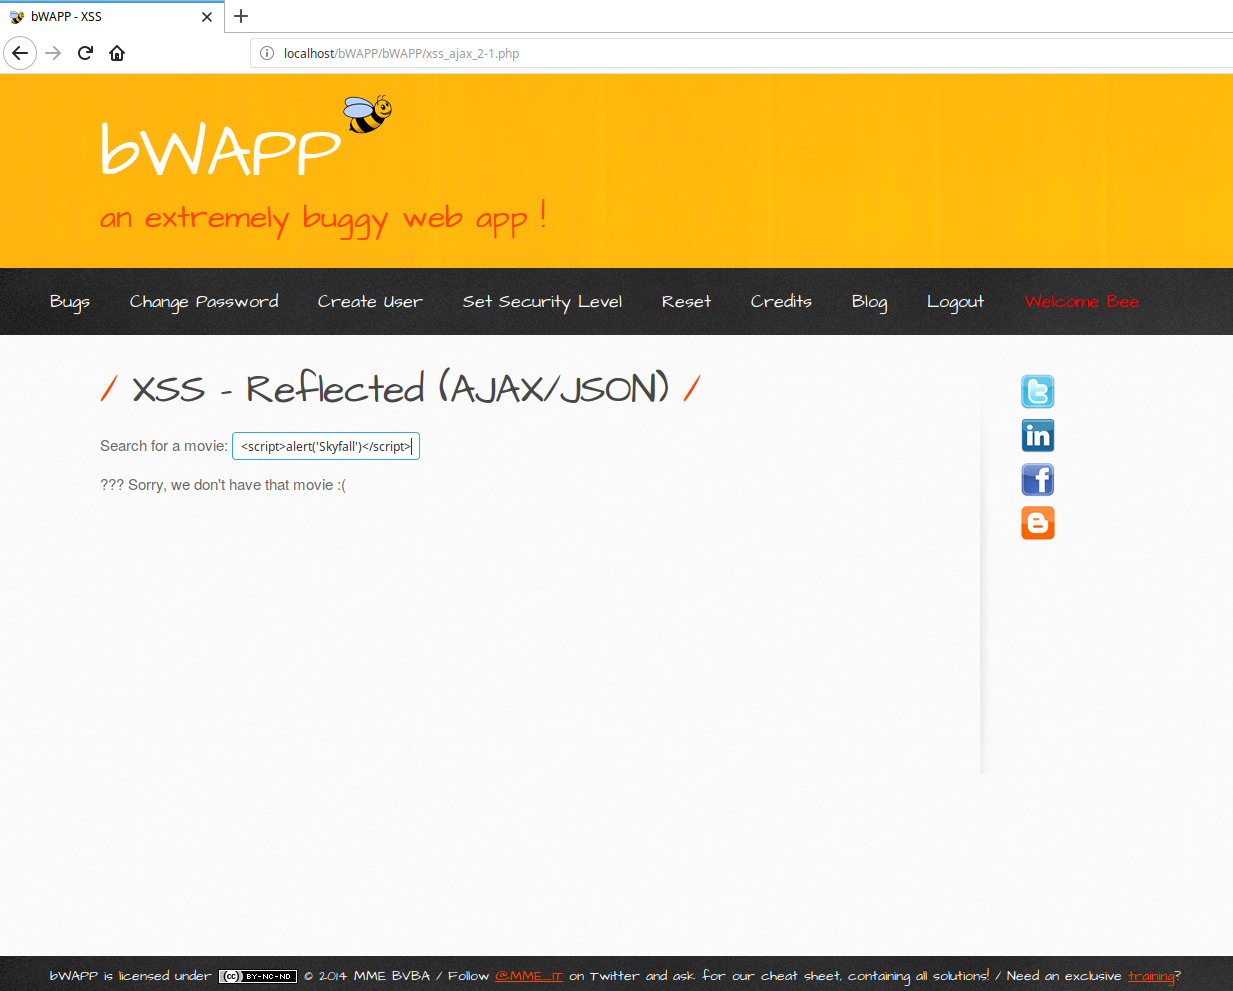 bWAPP - XSS
localhost/bWAPP/bWAPP/xss_ajax_2-1.php
bWAPP
an extremely buggy web app !
Bugs Change Password Create User Set Security Level Reset Credits Blog Logout Welcome Bee
/ XSS - Reflected (AJAX/JSON) /
Search for a movie: <script>alert('Skyfall')</script>
??? Sorry, we don't have that movie :(
bWAPP is licensed under (cc) BY-NC-ND © 2014 MME BVBA / Follow @MME_IT on Twitter and ask for our cheat sheet, containing all solutions! / Need an exclusive training?